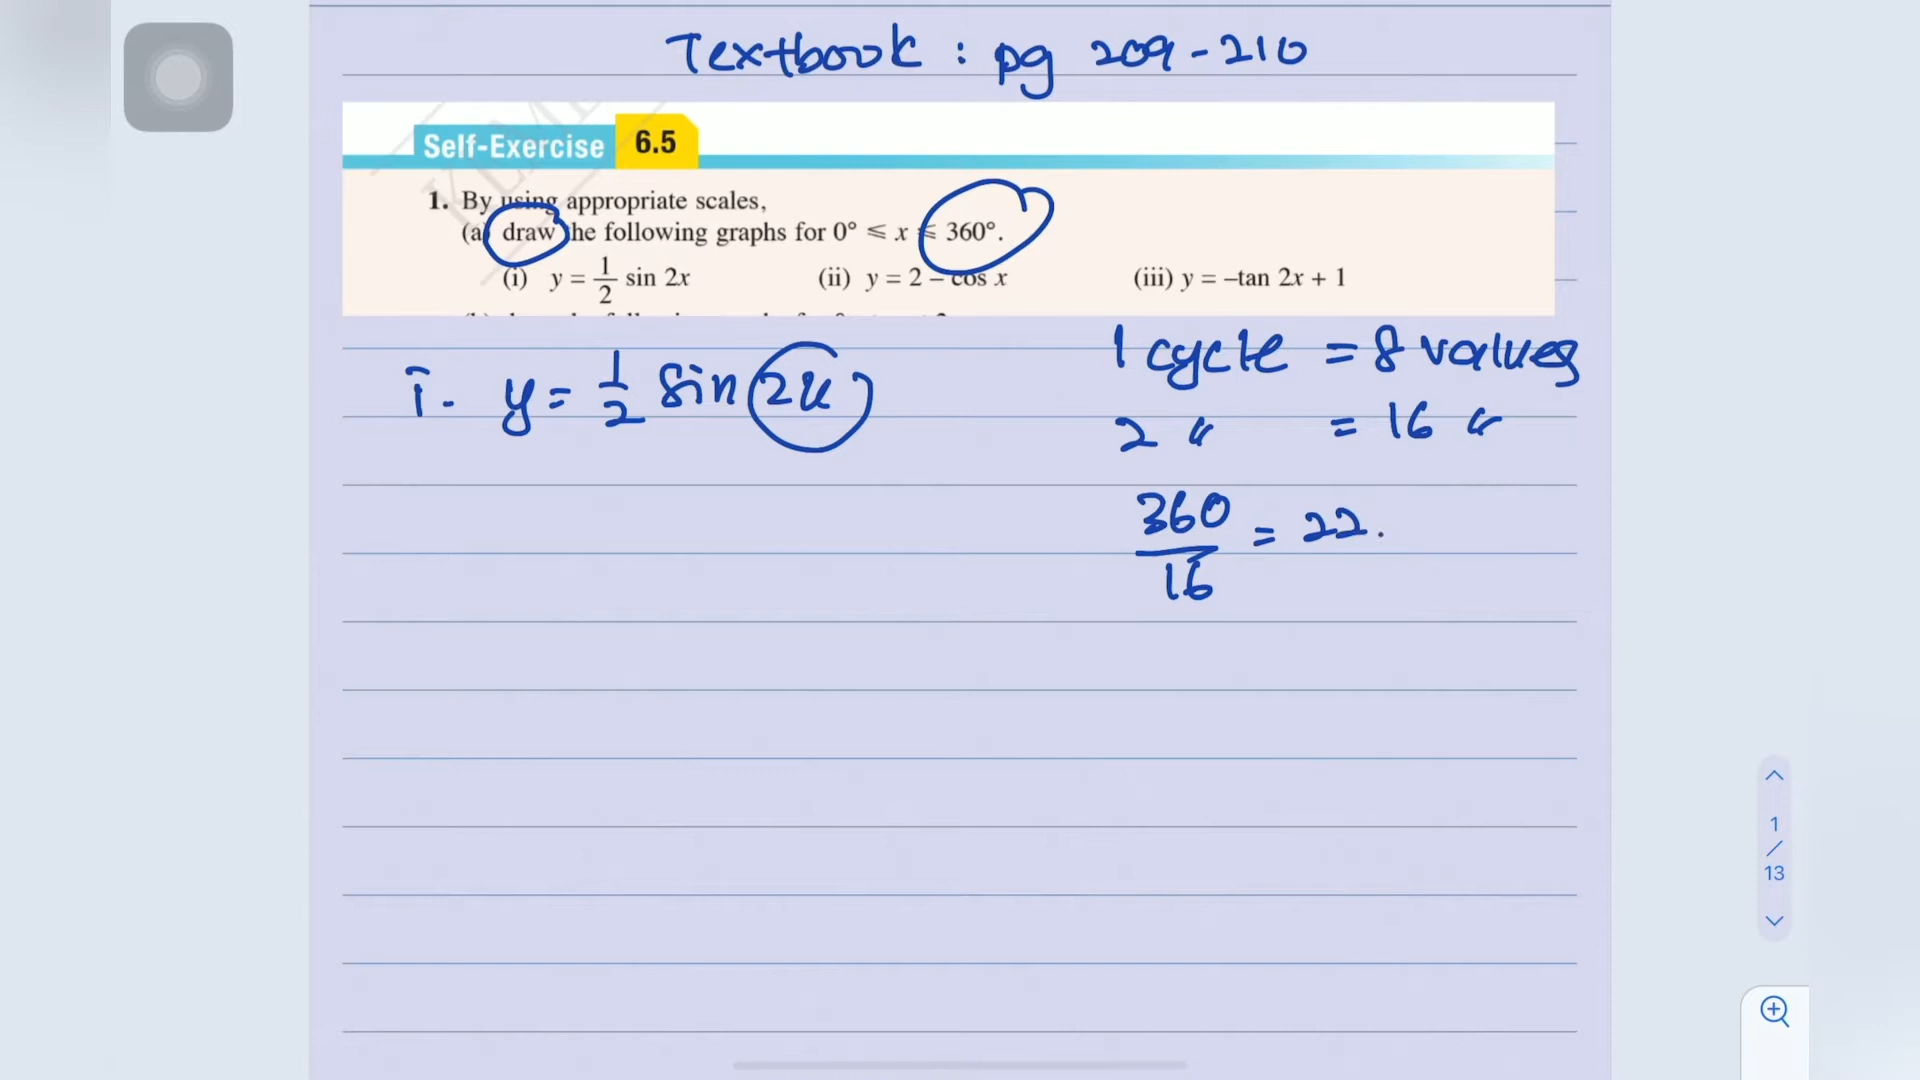 Textbook : pg 209-210
Self-Exercise 6.5
1. By using appropriate scales,
(a) draw the following graphs for 0° ⩽ x ⩽ 360°.
(i) y = 1/2 sin 2x (ii) y = 2 – cos x (iii) y = –tan 2x + 1
i. y = 1/2 sin (2x)
1 cycle = 8 values
2 " = 16 "
360/16 = 22.
1
/
13